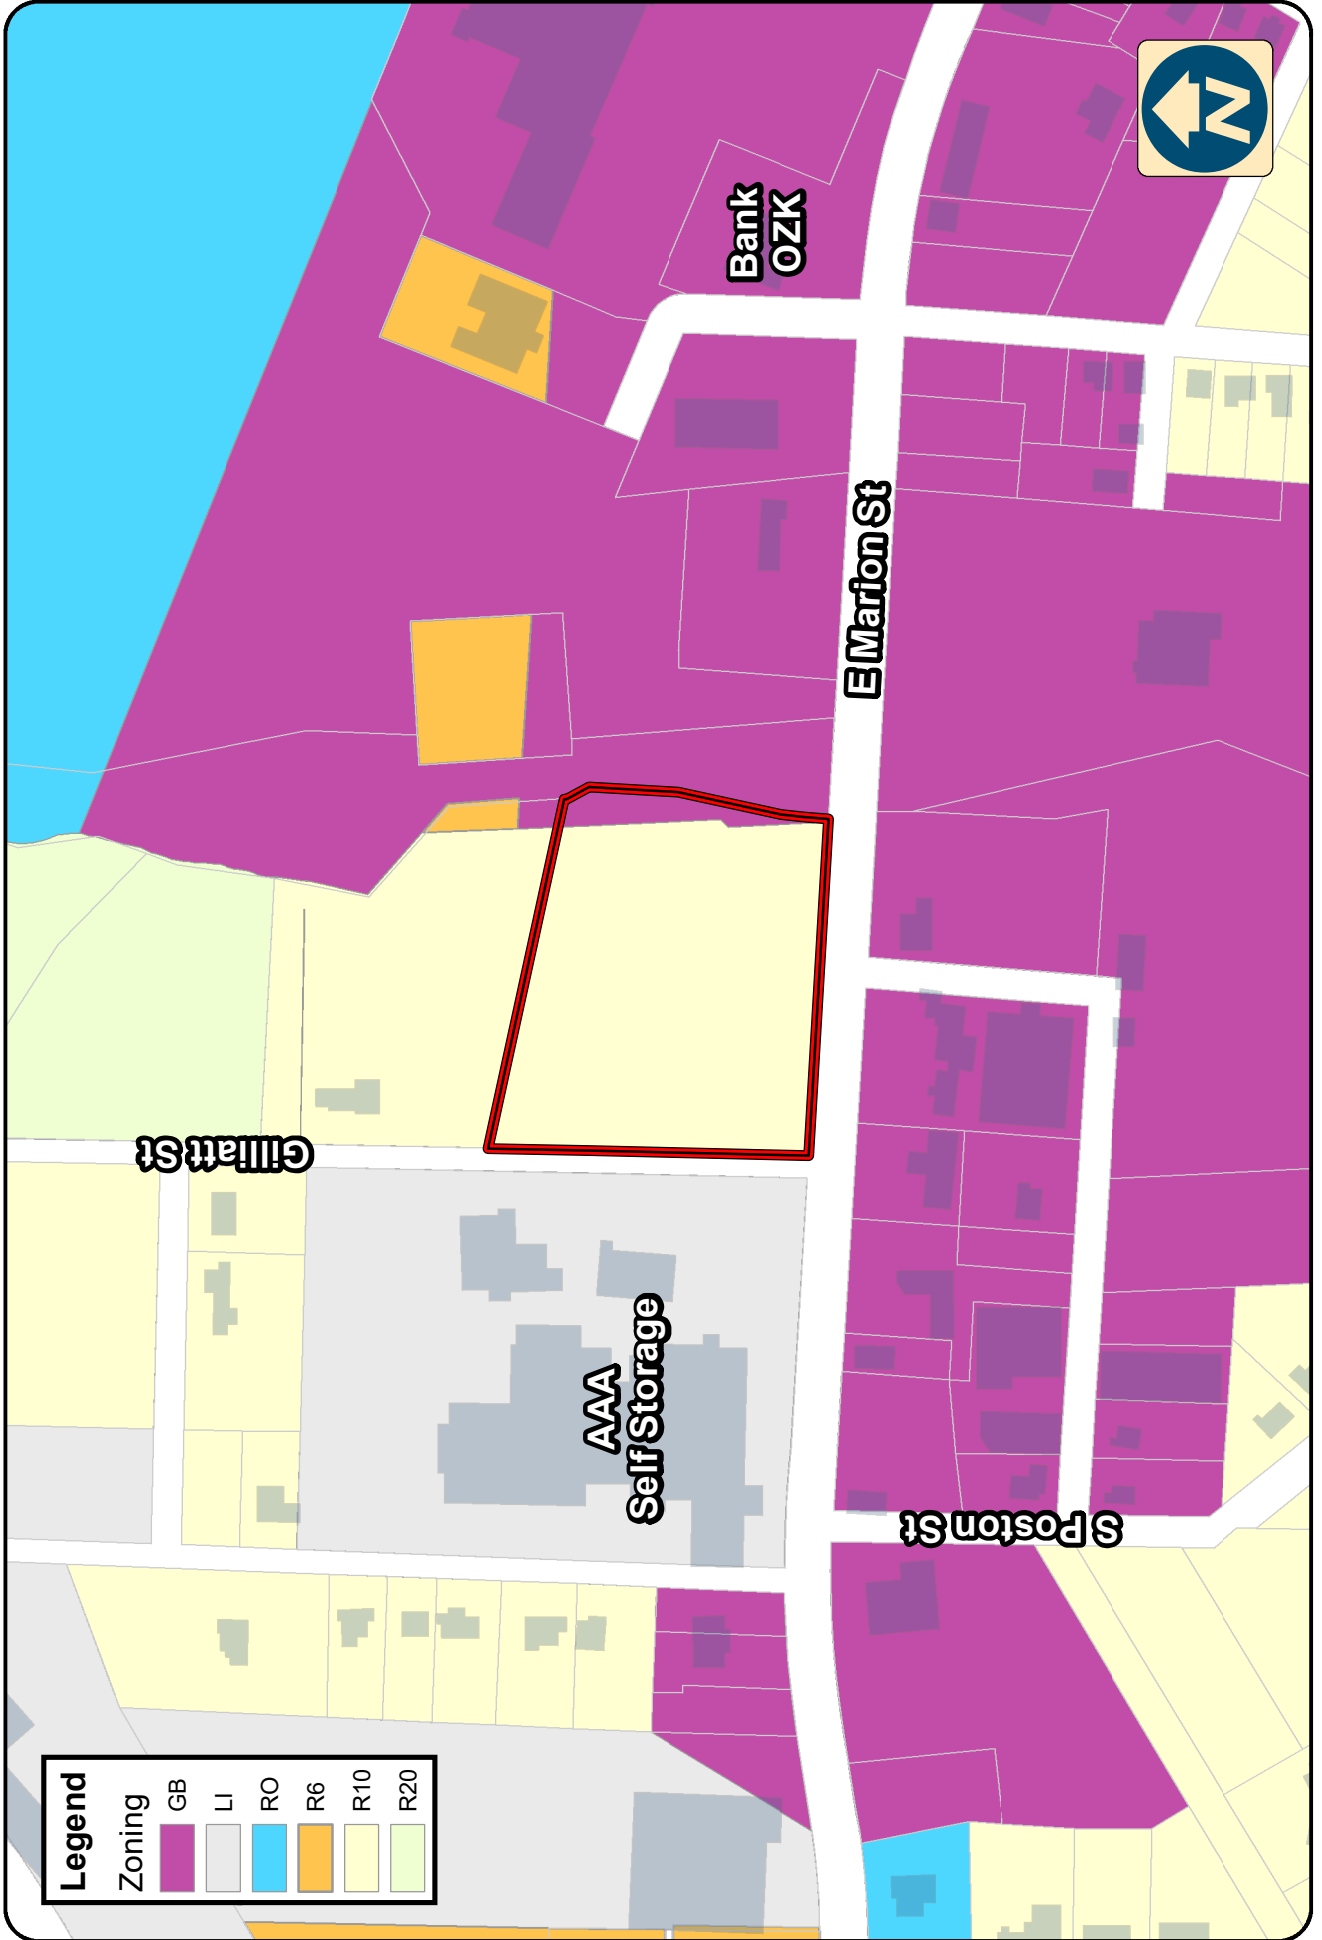 N
Bank
OZK
E Marion St
Gilliatt St
AAA
Self Storage
S Poston St
Legend
Zoning
GB
LI
RO
R6
R10
R20